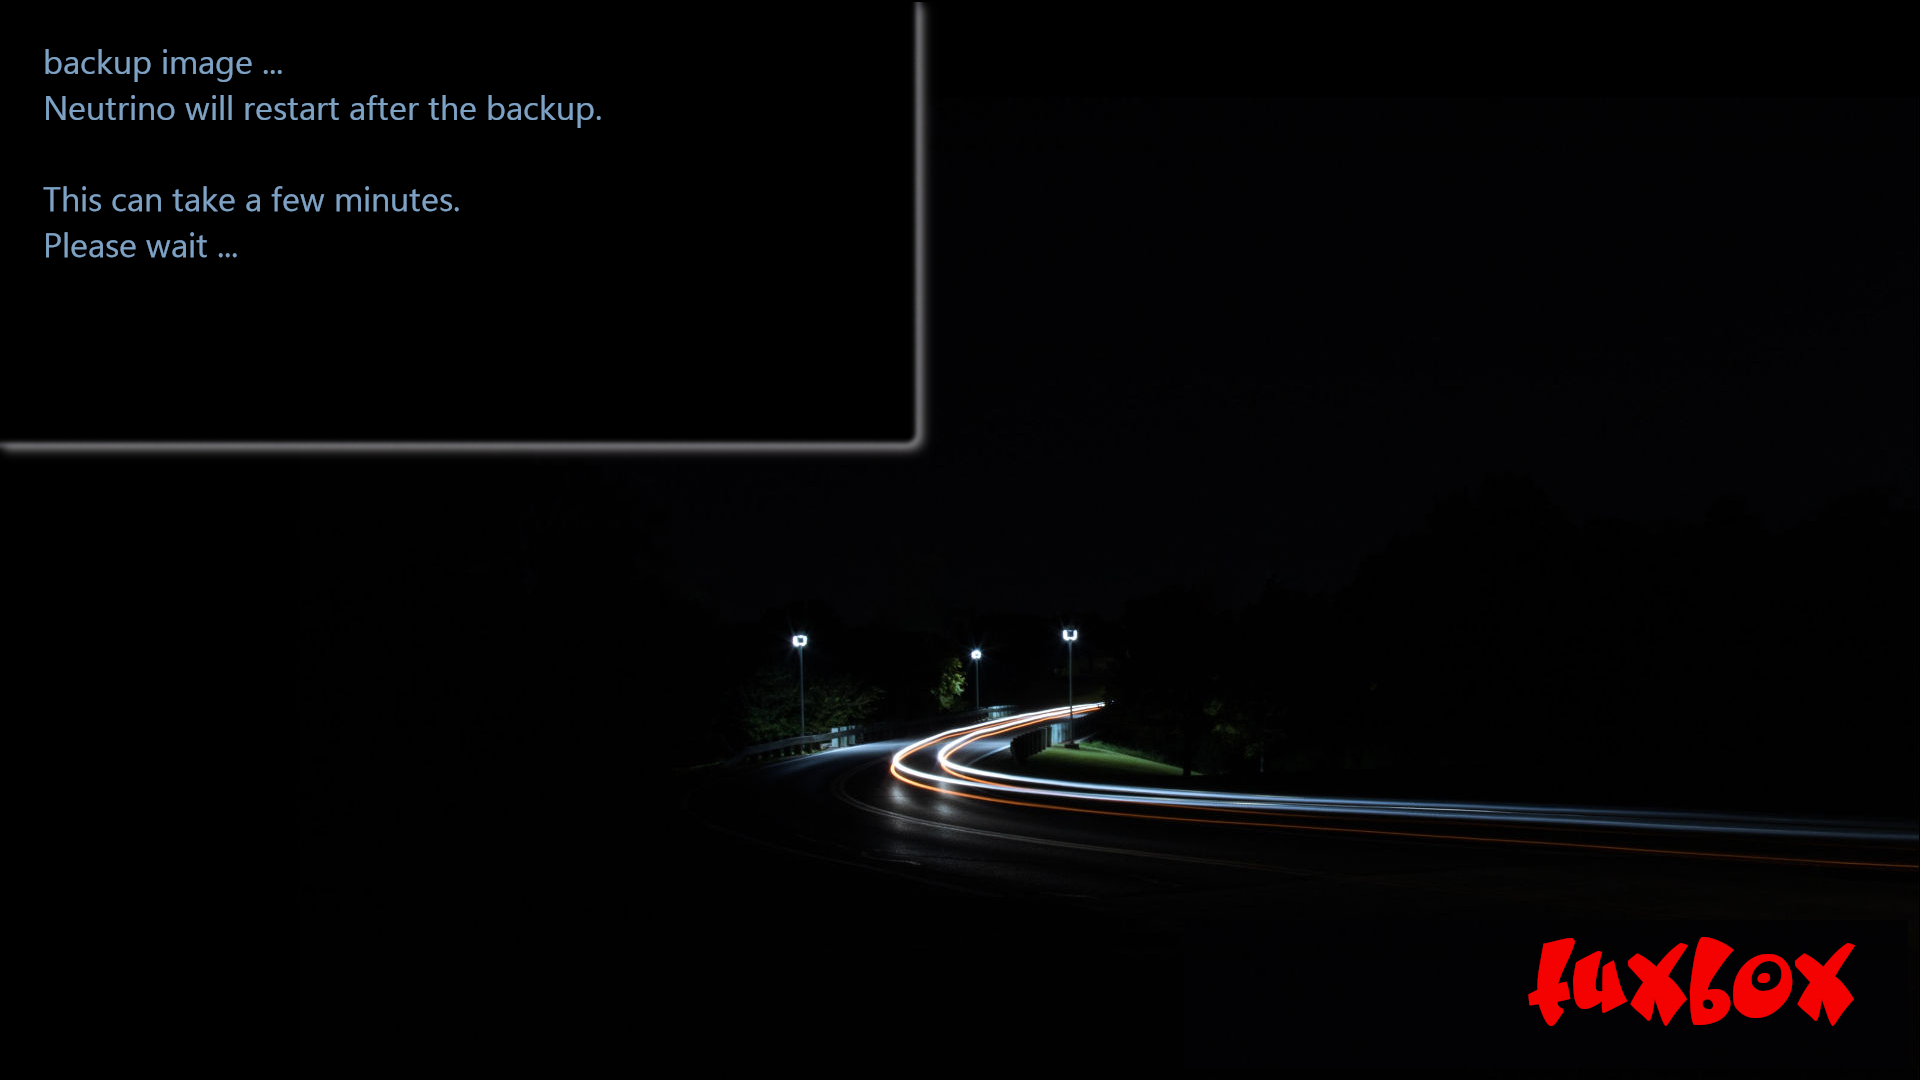 backup image ...
Neutrino will restart after the backup.
This can take a few minutes.
Please wait ...
tuxbox